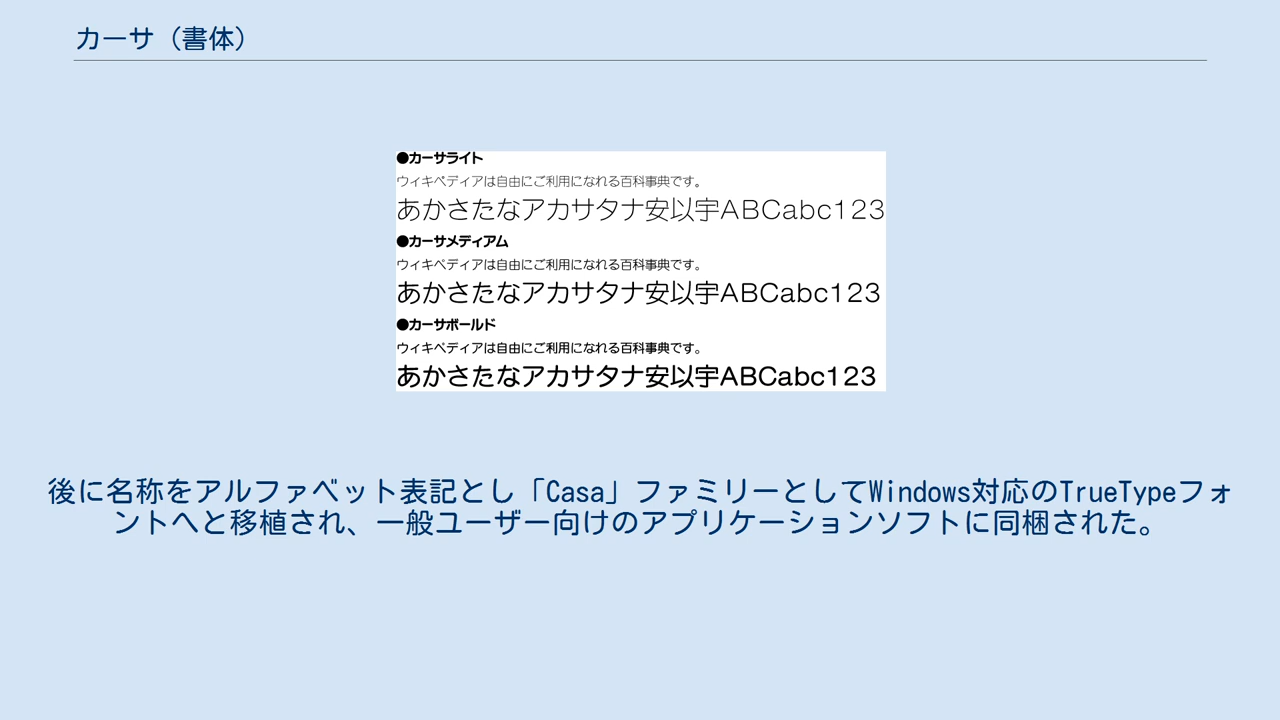 カーサ（書体）
●カーサライト
ウィキペディアは自由にご利用になれる百科事典です。
あかさたなアカサタナ安以宇ABCabc123
●カーサメディアム
ウィキペディアは自由にご利用になれる百科事典です。
あかさたなアカサタナ安以宇ABCabc123
●カーサボールド
ウィキペディアは自由にご利用になれる百科事典です。
あかさたなアカサタナ安以宇ABCabc123
後に名称をアルファベット表記とし「Casa」ファミリーとしてWindows対応のTrueTypeフォ
ントへと移植され、一般ユーザー向けのアプリケーションソフトに同梱された。